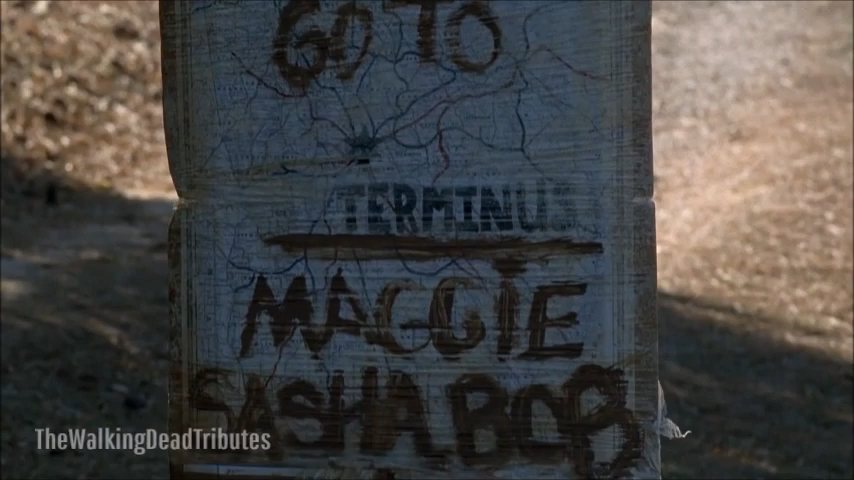 GO TO
TERMINUS
MAGGIE
SASHA BOB
TheWalkingDeadTributes